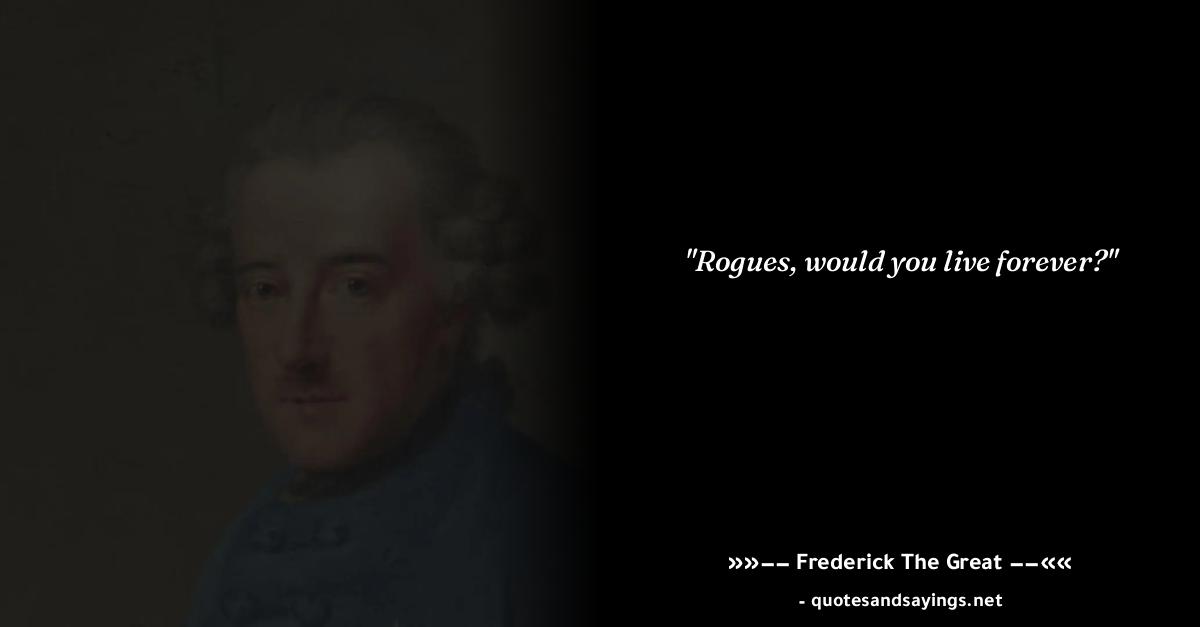 "Rogues, would you live forever?"
»»−− Frederick The Great −−««
- quotesandsayings.net